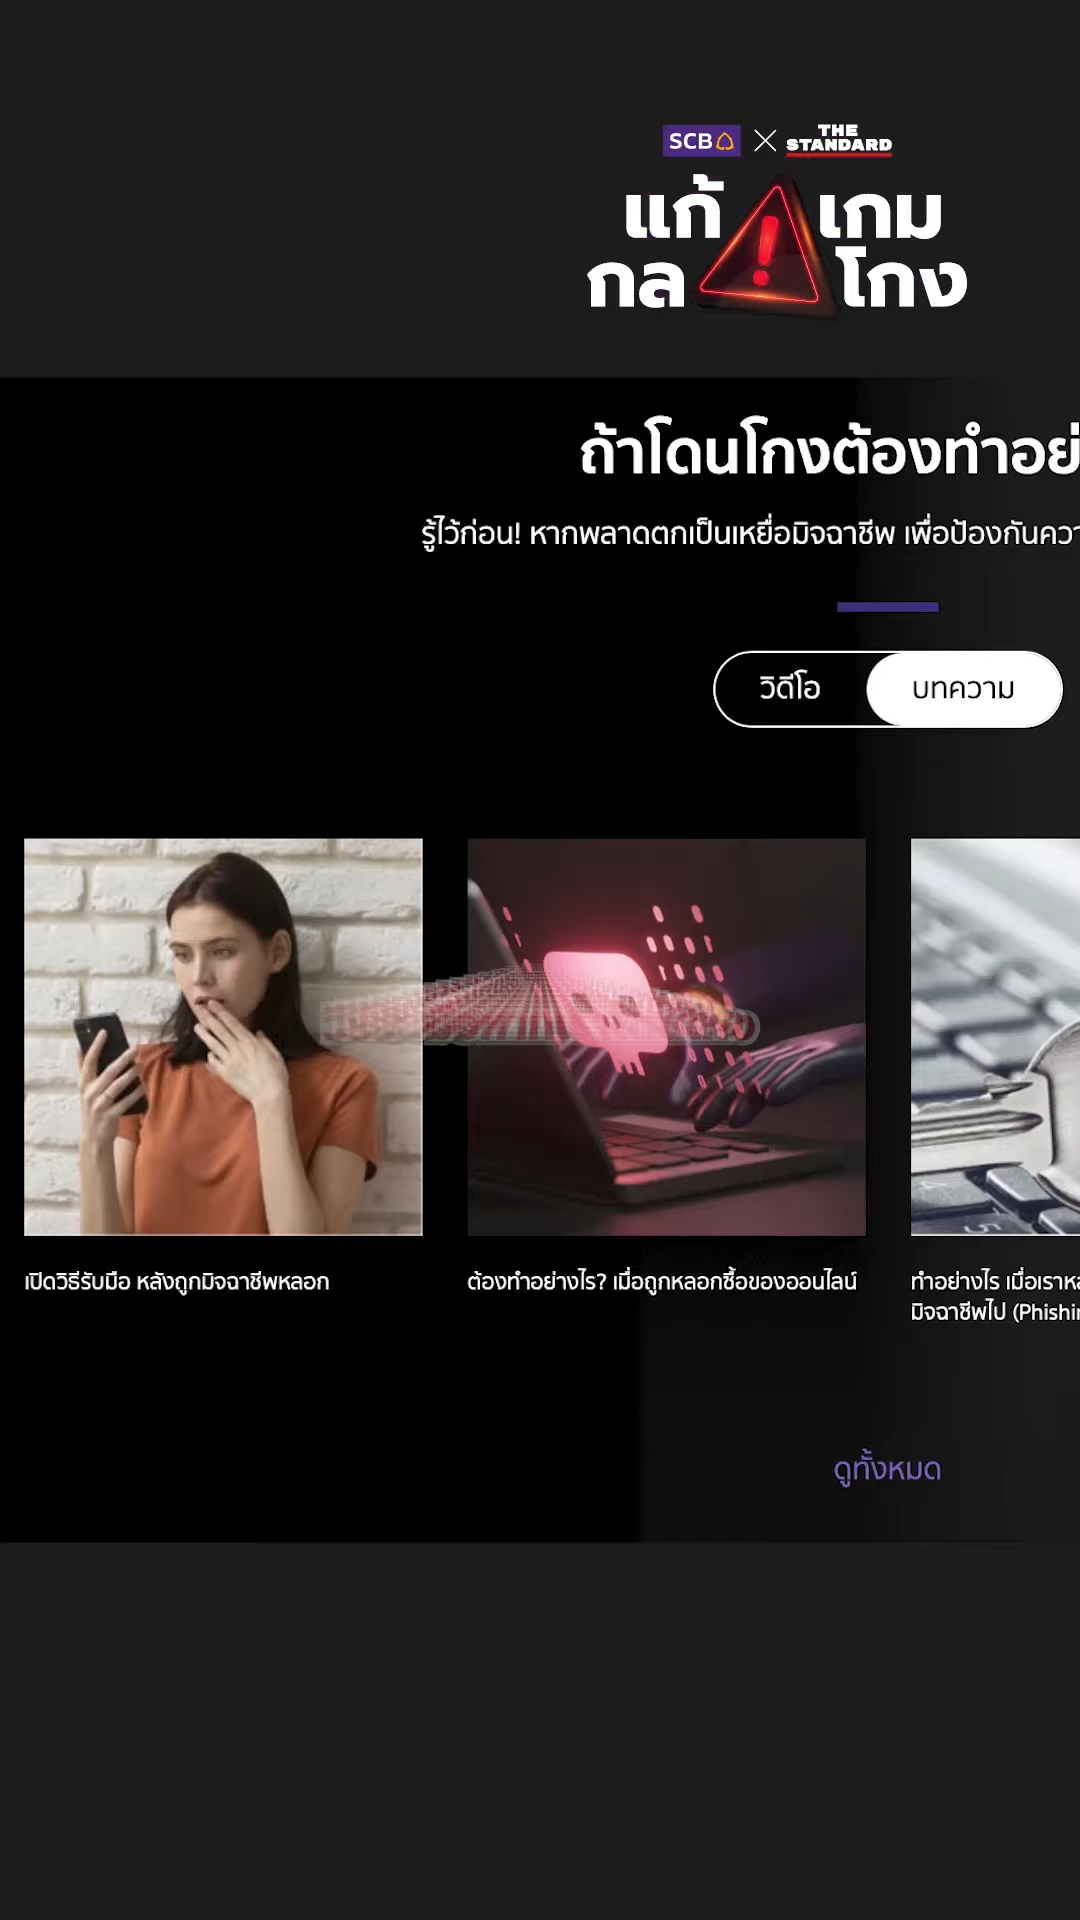 SCB
THE
STANDARD
แก้ เกม
กล โกง
ถ้าโดนโกงต้องทำอย่
รู้ไว้ก่อน! หากพลาดตกเป็นเหยื่อมิจฉาชีพ เพื่อป้องกันควา
วิดีโอ บทความ
เปิดวิธีรับมือ หลังถูกมิจฉาชีพหลอก
ต้องทำอย่างไร? เมื่อถูกหลอกซื้อของออนไลน์
ทำอย่างไร เมื่อเราหล
มิจฉาชีพไป (Phishin
ดูทั้งหมด